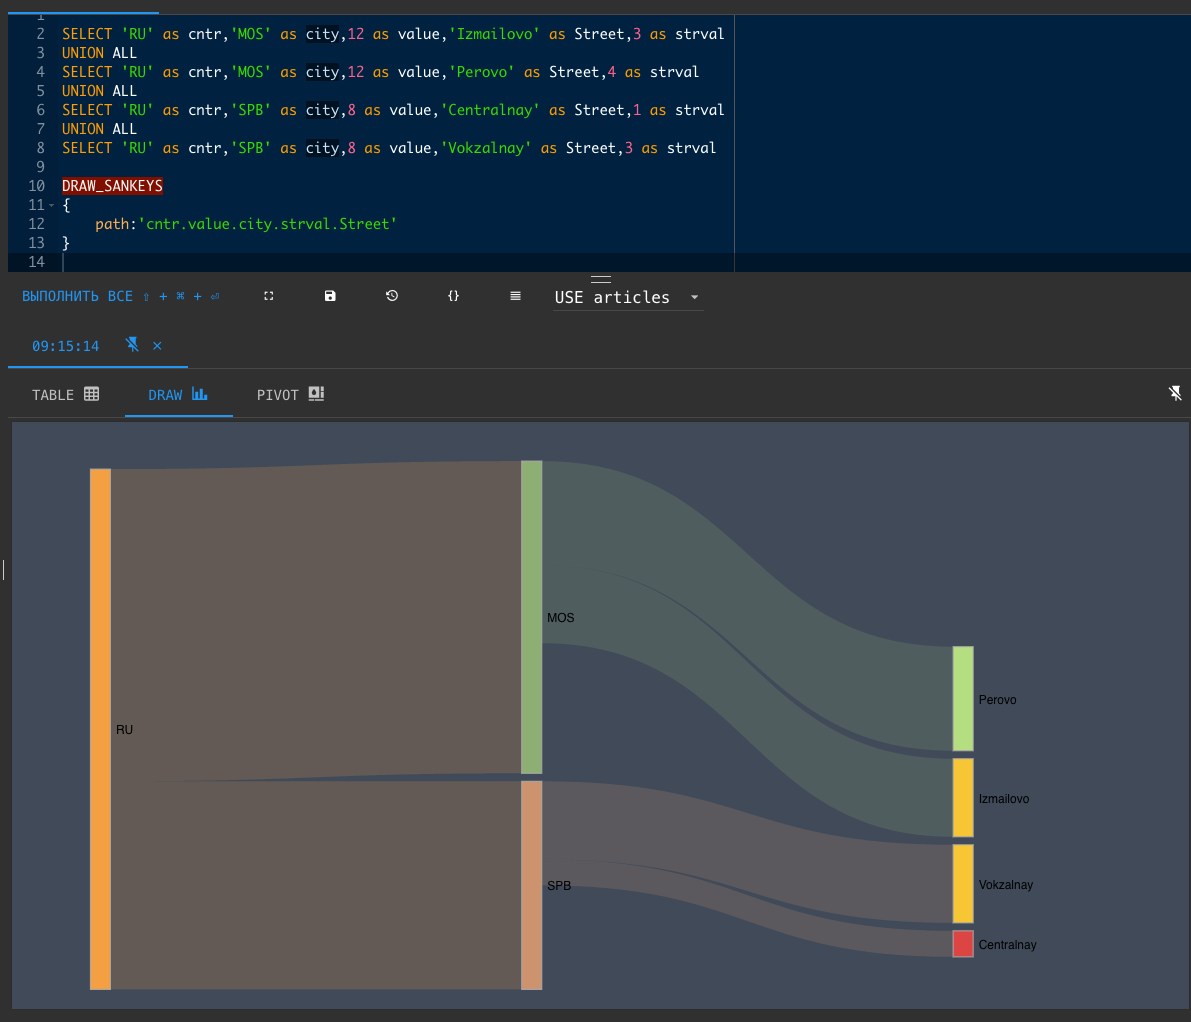 1
2 SELECT 'RU' as cntr,'MOS' as city,12 as value,'Izmailovo' as Street,3 as strval
3 UNION ALL
4 SELECT 'RU' as cntr,'MOS' as city,12 as value,'Perovo' as Street,4 as strval
5 UNION ALL
6 SELECT 'RU' as cntr,'SPB' as city,8 as value,'Centralnay' as Street,1 as strval
7 UNION ALL
8 SELECT 'RU' as cntr,'SPB' as city,8 as value,'Vokzalnay' as Street,3 as strval
9
10 DRAW_SANKEYS
11 {
12 path:'cntr.value.city.strval.Street'
13 }
14
ВЫПОЛНИТЬ ВСЕ ⇧ + ⌘ + ⏎ {} USE articles
09:15:14 ×
TABLE DRAW PIVOT
MOS
Perovo
RU
Izmailovo
SPB
Vokzalnay
Centralnay